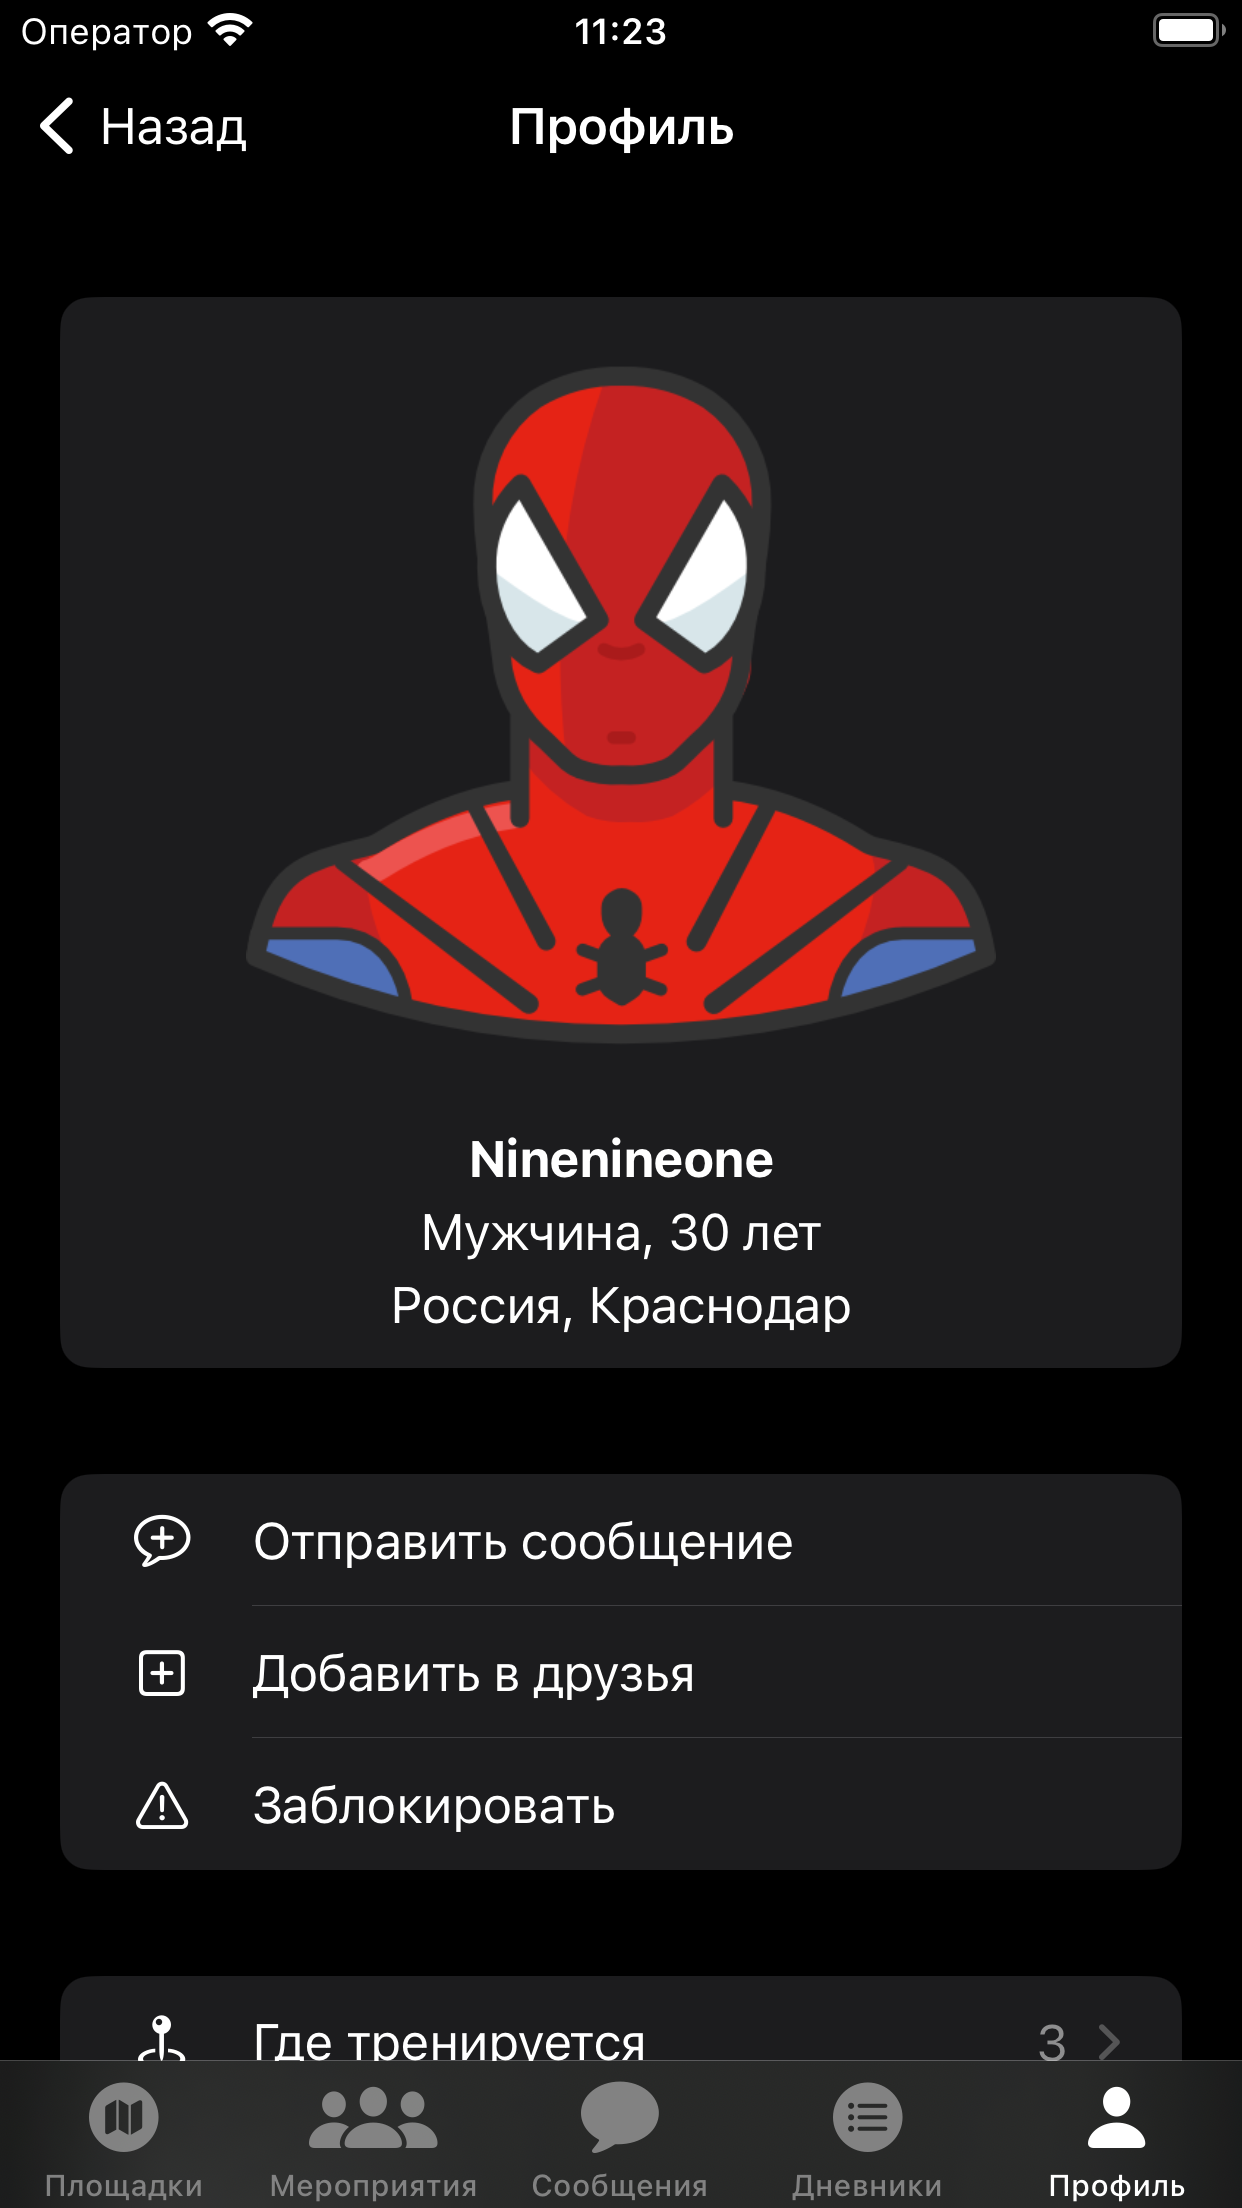 Оператор 11:23
Назад Профиль
Ninenineone
Мужчина, 30 лет
Россия, Краснодар
Отправить сообщение
Добавить в друзья
Заблокировать
Где тренируется 3
Площадки Мероприятия Сообщения Дневники Профиль